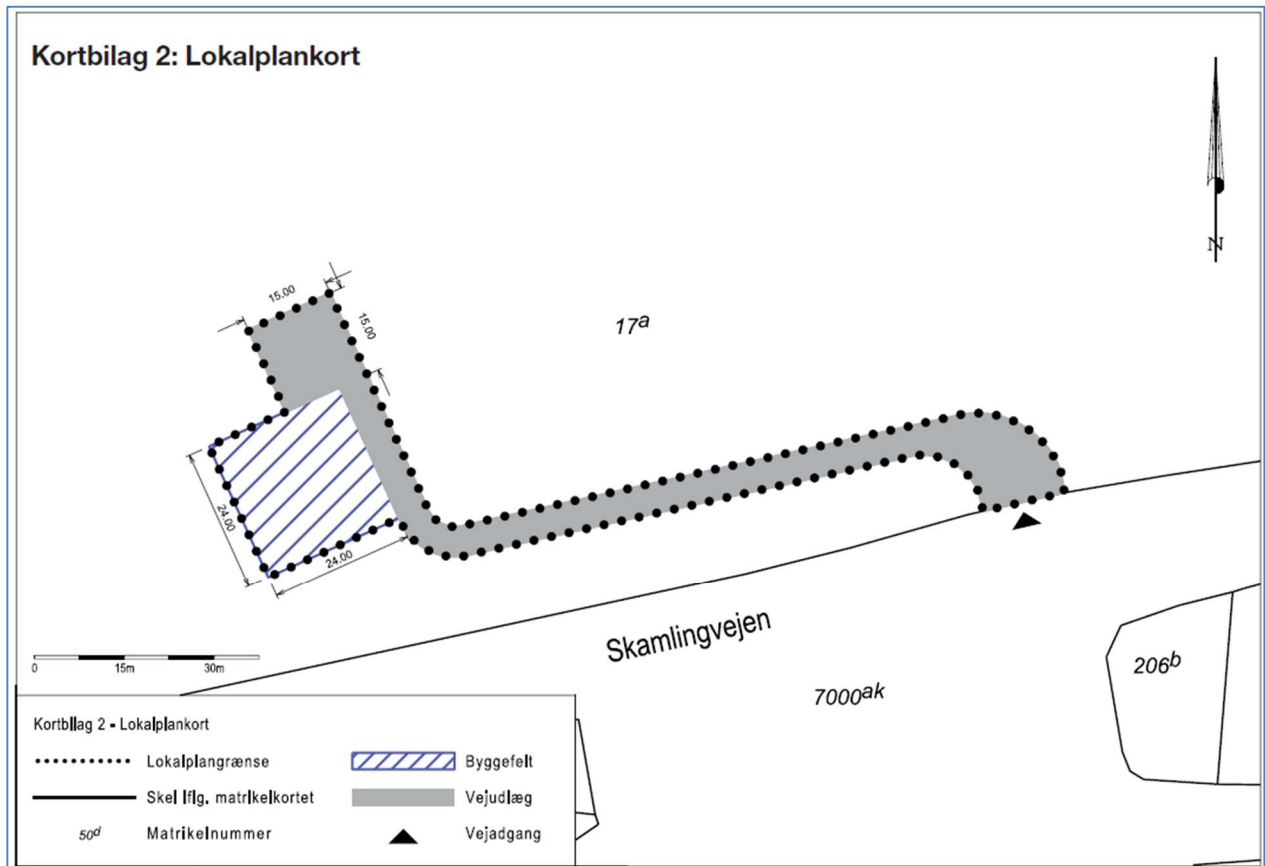 Kortbilag 2: Lokalplankort
N
15.00
15.00
17a
24.00
24.00
Skamlingvejen
206b
7000ak
0 15m 30m
Kortbilag 2 - Lokalplankort
Lokalplangrænse
Byggefelt
Skel iflg. matrikelkortet
Vejudlæg
50d Matrikelnummer
Vejadgang